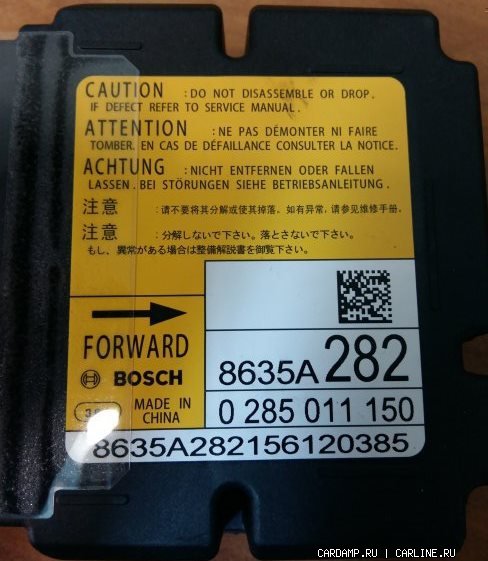 CAUTION : DO NOT DISASSEMBLE OR DROP.
IF DEFECT REFER TO SERVICE MANUAL.
ATTENTION : NE PAS DÉMONTER NI FAIRE
TOMBER. EN CAS DE DÉFAILLANCE CONSULTER LA NOTICE.
ACHTUNG : NICHT ENTFERNEN ODER FALLEN
LASSEN. BEI STÖRUNGEN SIEHE BETRIEBSANLEITUNG.
注意 : 请不要将其分解或使其掉落。如有异常，请参见维修手册。
注意 : 分解しないで下さい。落とさないで下さい。
もし、異常がある場合は整備解説書を御覧下さい。
FORWARD
BOSCH
8635A 282
MADE IN
CHINA
0 285 011 150
8635A282156120385
CARDAMP.RU | CARLINE.RU